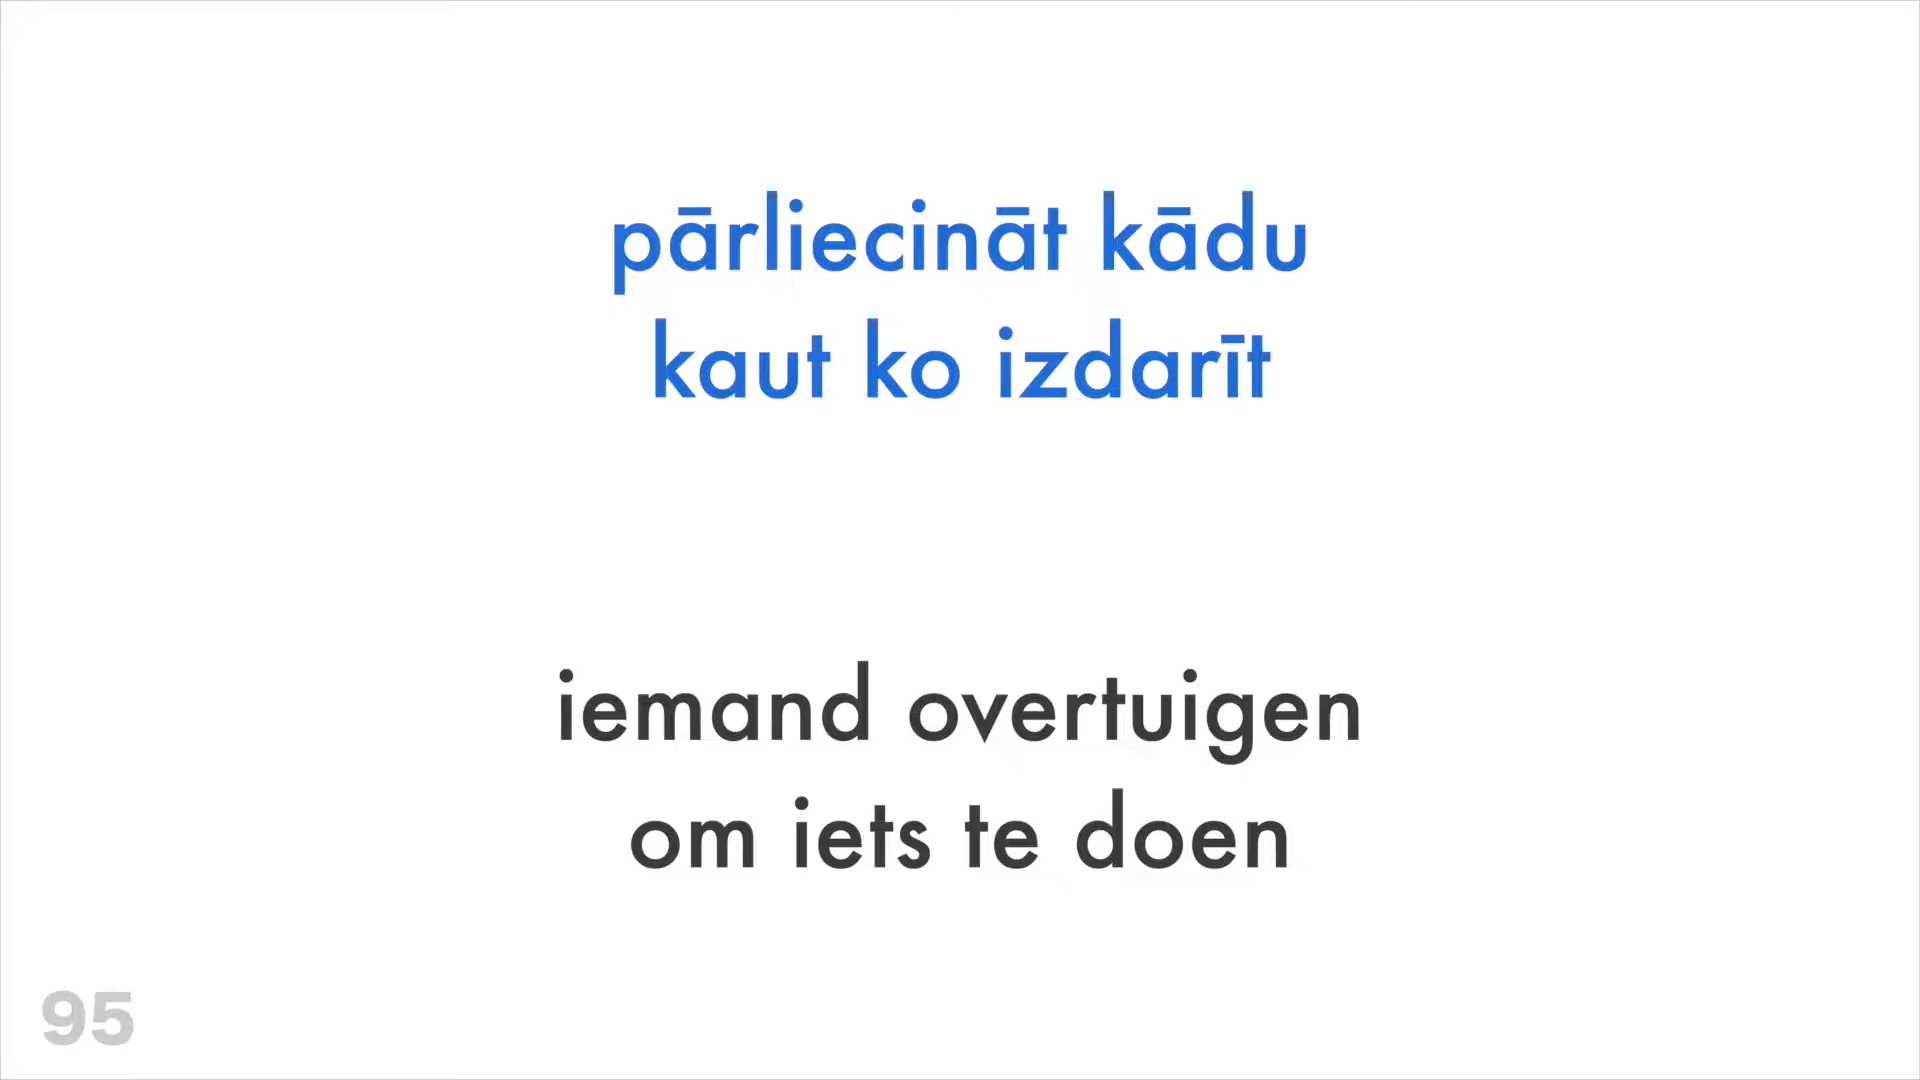 pārliecināt kādu
kaut ko izdarīt
iemand overtuigen
om iets te doen
95